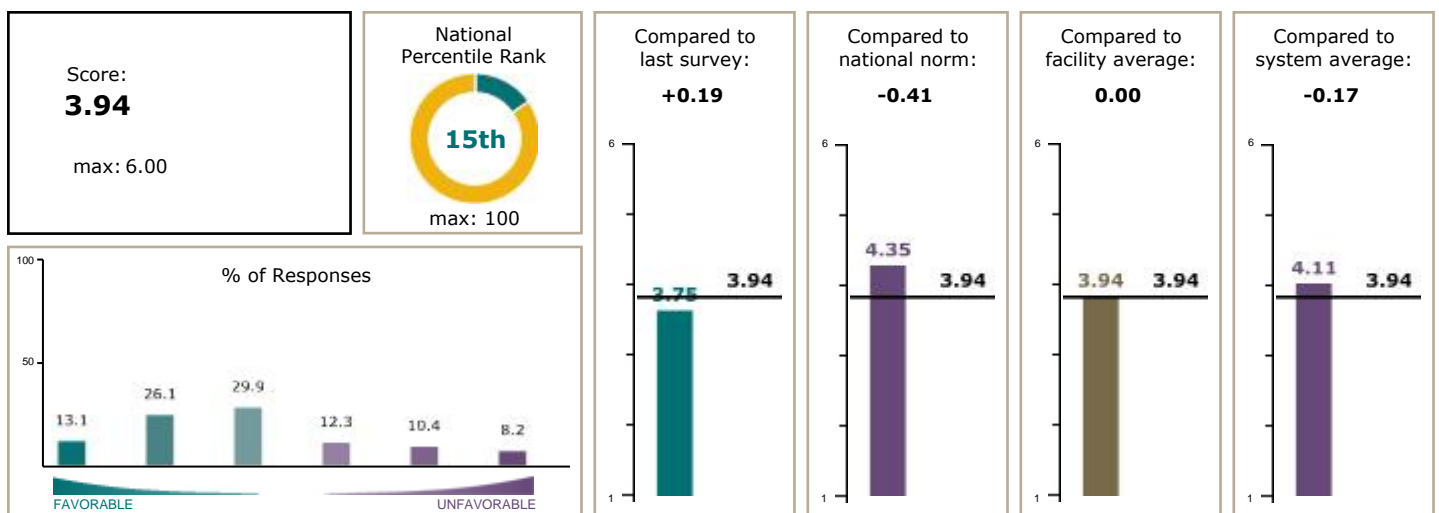 Score:
3.94
max: 6.00
National
Percentile Rank
15th
max: 100
% of Responses
100
50
13.1
26.1
29.9
12.3
10.4
8.2
FAVORABLE
UNFAVORABLE
Compared to
last survey:
+0.19
6
3.75
3.94
1
Compared to
national norm:
-0.41
6
4.35
3.94
1
Compared to
facility average:
0.00
6
3.94
3.94
1
Compared to
system average:
-0.17
6
4.11
3.94
1